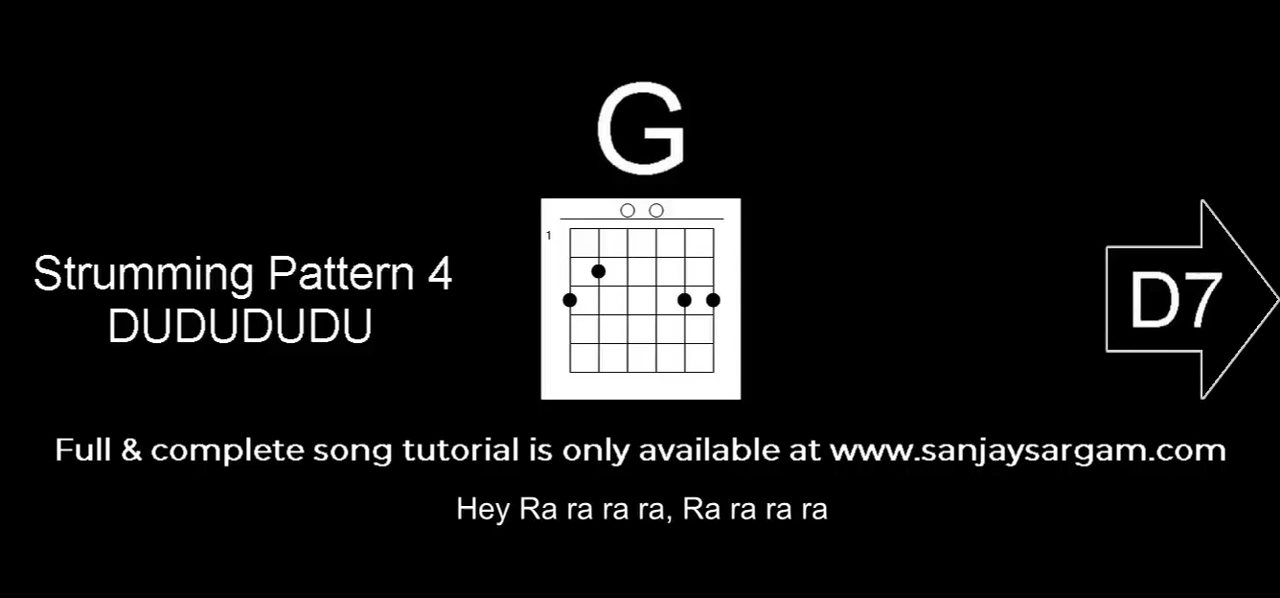 G
1
Strumming Pattern 4
DUDUDUDU
D7
Full & complete song tutorial is only available at www.sanjaysargam.com
Hey Ra ra ra ra, Ra ra ra ra